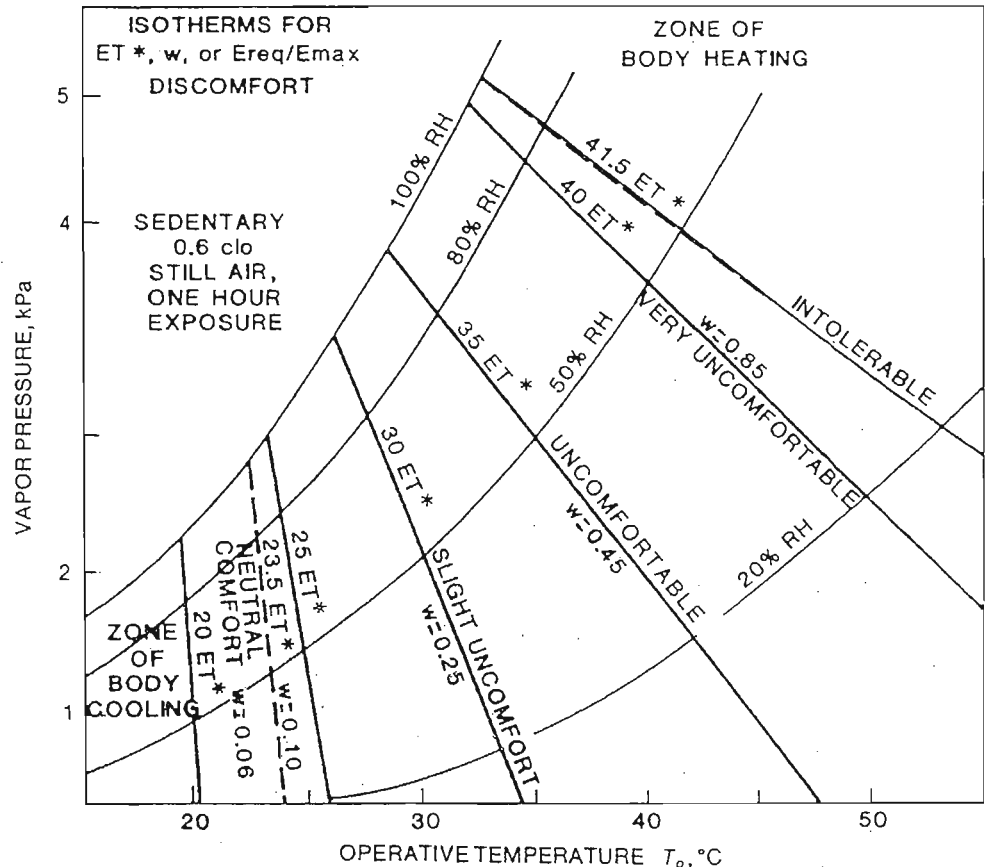 ISOTHERMS FOR
ET*, w, or Ereq/Emax
DISCOMFORT
ZONE OF
BODY HEATING
SEDENTARY
0.6 clo
STILL AIR,
ONE HOUR
EXPOSURE
100% RH
80% RH
50% RH
20% RH
41.5 ET*
INTOLERABLE
40 ET*
VERY UNCOMFORTABLE
w=0.85
35 ET*
UNCOMFORTABLE
w=0.45
30 ET*
SLIGHT UNCOMFORT
w=0.25
25 ET*
w=0.10
23.5 ET*
NEUTRAL
COMFORT
w=0.06
20 ET*
ZONE
OF
BODY
COOLING
VAPOR PRESSURE, kPa
5
4
2
1
20
30
40
50
OPERATIVE TEMPERATURE To, °C